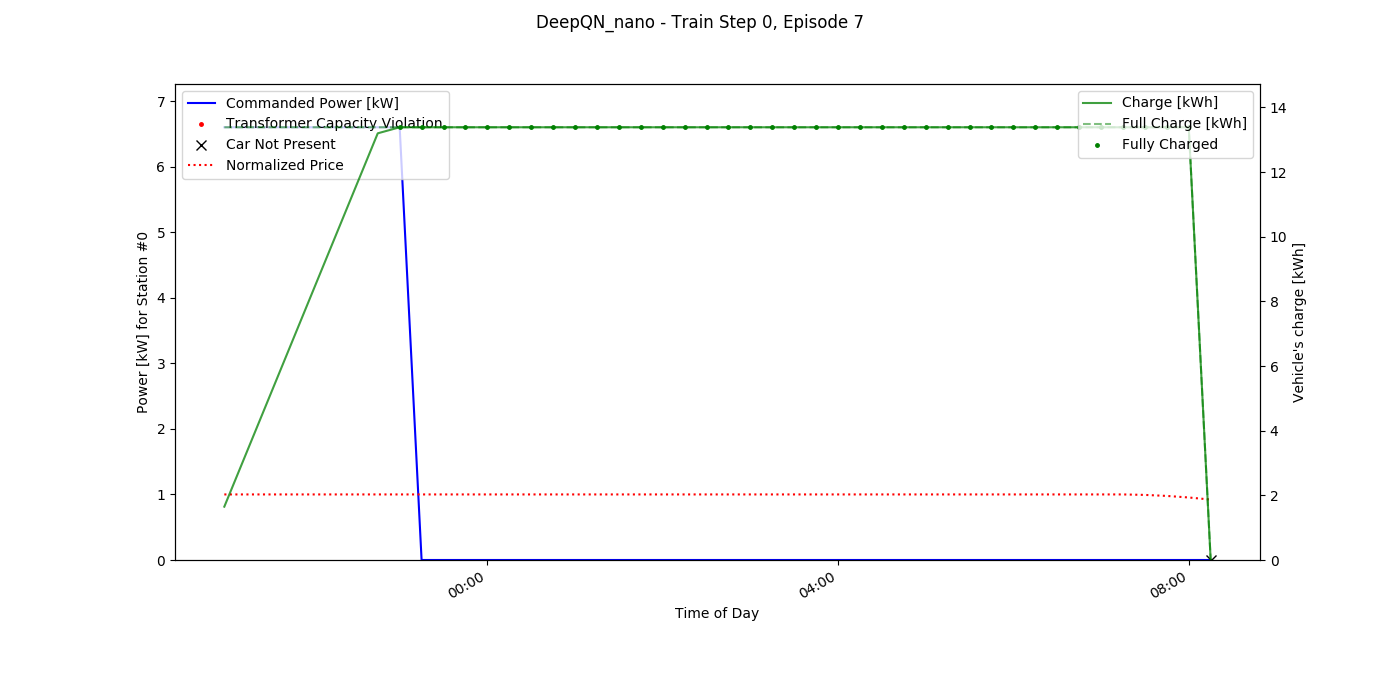 DeepQN_nano - Train Step 0, Episode 7
Commanded Power [kW]
Transformer Capacity Violation
Car Not Present
Normalized Price
Charge [kWh]
Full Charge [kWh]
Fully Charged
7
6
5
4
3
2
1
0
Power [kW] for Station #0
14
12
10
8
6
4
2
0
Vehicle's charge [kWh]
00:00
04:00
08:00
Time of Day